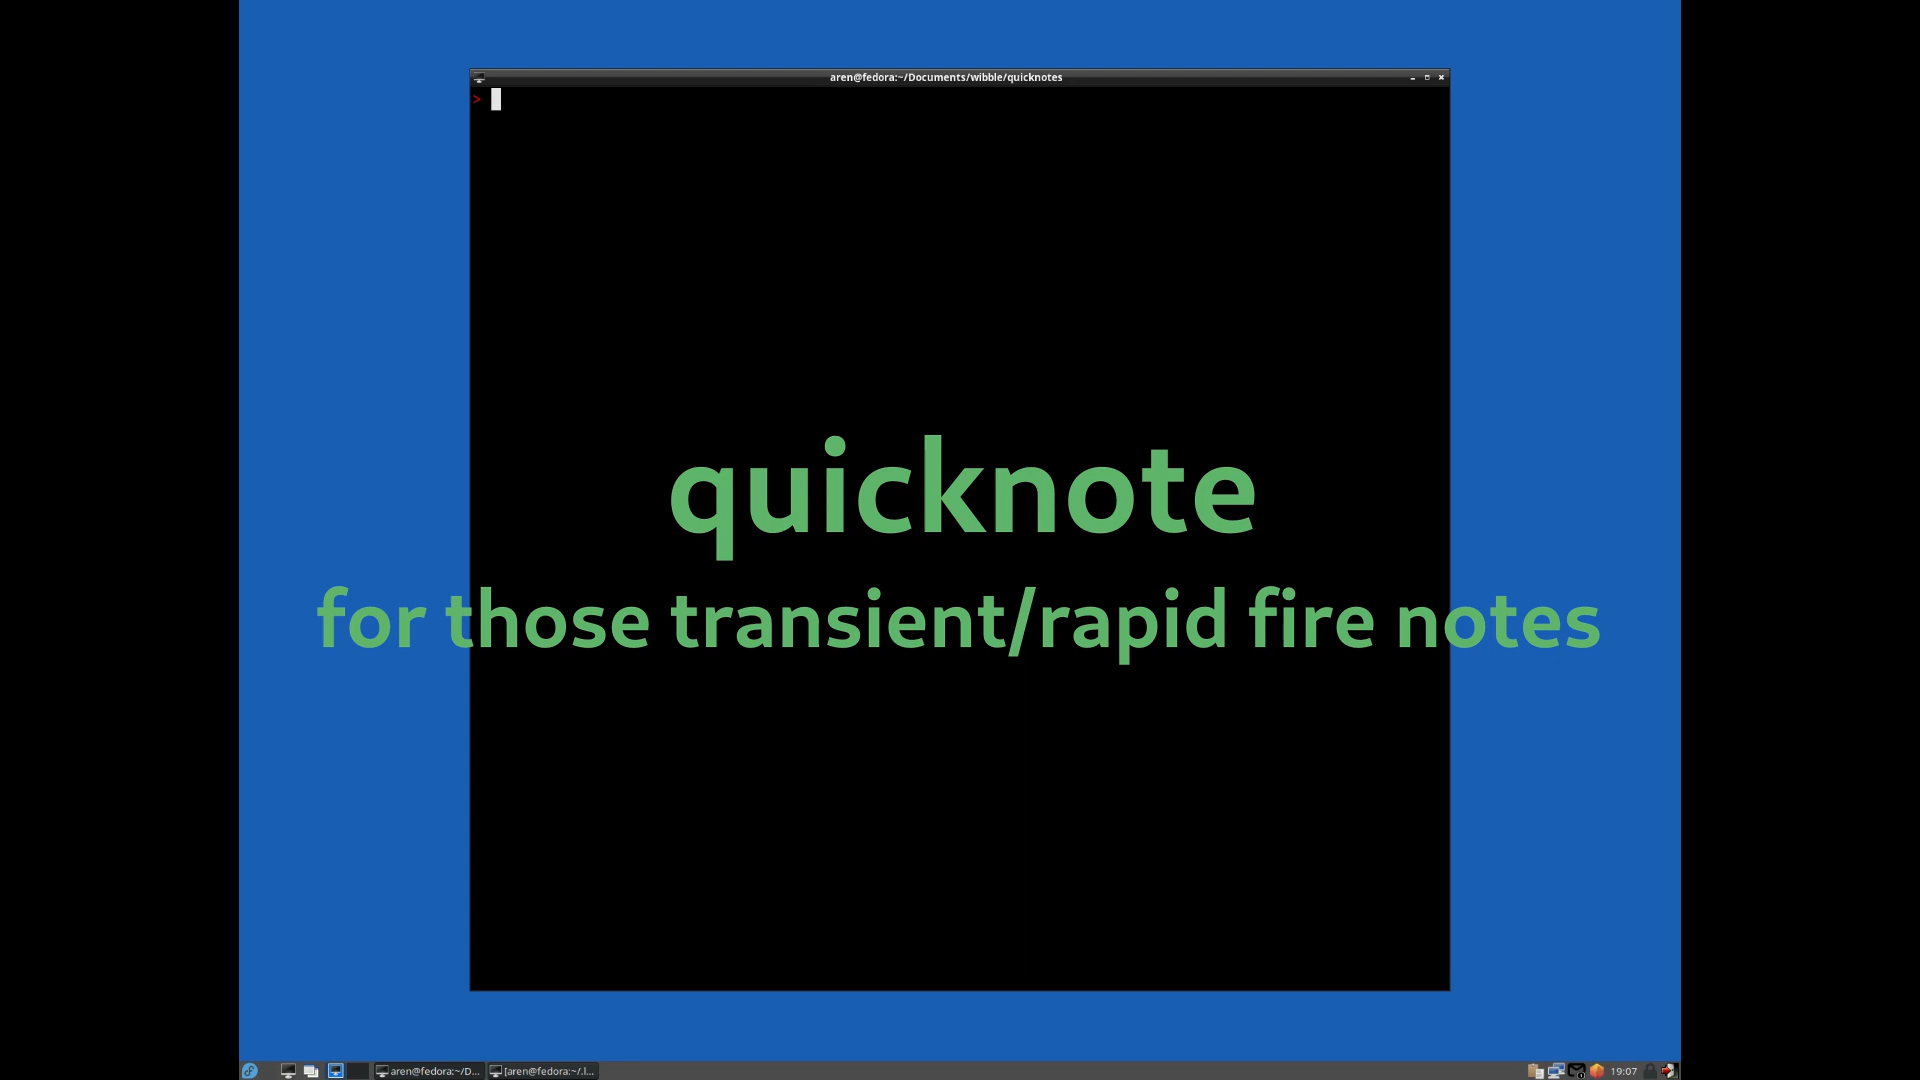 aren@fedora:~/Documents/wibble/quicknotes
>
quicknote
for those transient/rapid fire notes
aren@fedora:~/D...
[aren@fedora:~/.l...
19:07